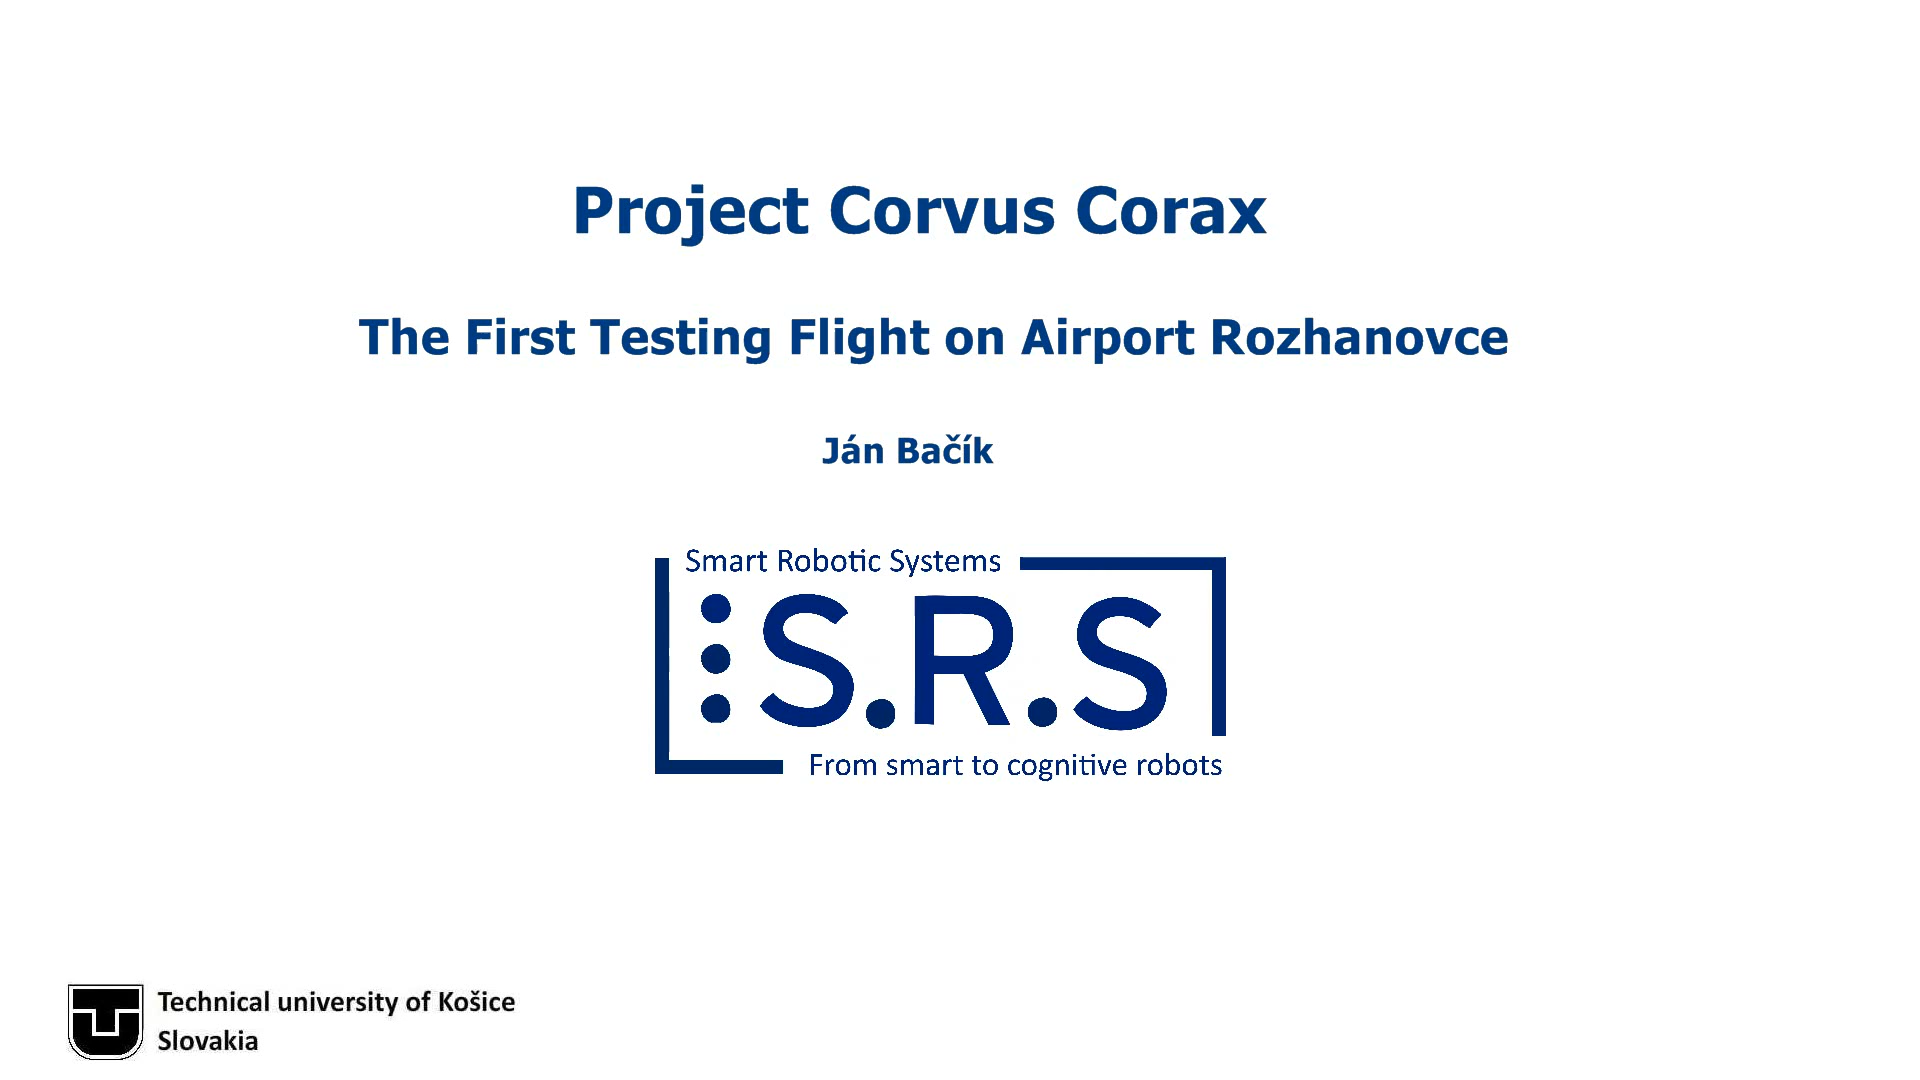 Project Corvus Corax
The First Testing Flight on Airport Rozhanovce
Ján Bačík
Smart Robotic Systems
S.R.S
From smart to cognitive robots
Technical university of Košice
Slovakia